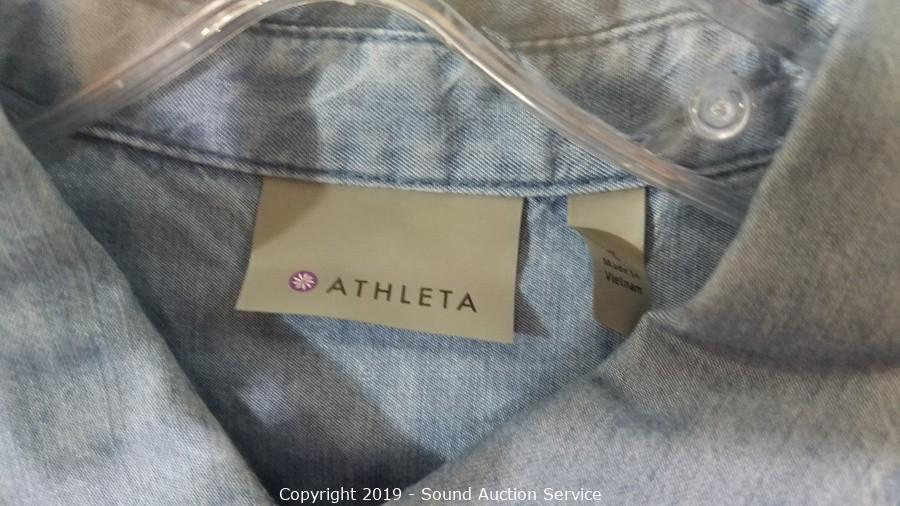 ATHLETA
L
Made in
Vietnam
Copyright 2019 - Sound Auction Service